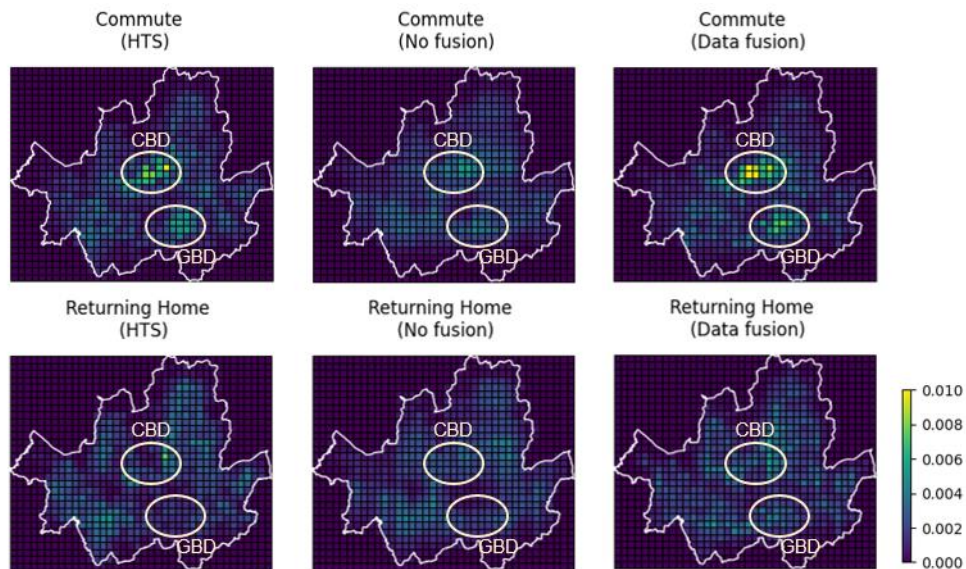 Commute
(HTS)
Commute
(No fusion)
Commute
(Data fusion)
CBD
GBD
CBD
GBD
CBD
GBD
Returning Home
(HTS)
Returning Home
(No fusion)
Returning Home
(Data fusion)
CBD
GBD
CBD
GBD
CBD
GBD
0.010
0.008
0.006
0.004
0.002
0.000